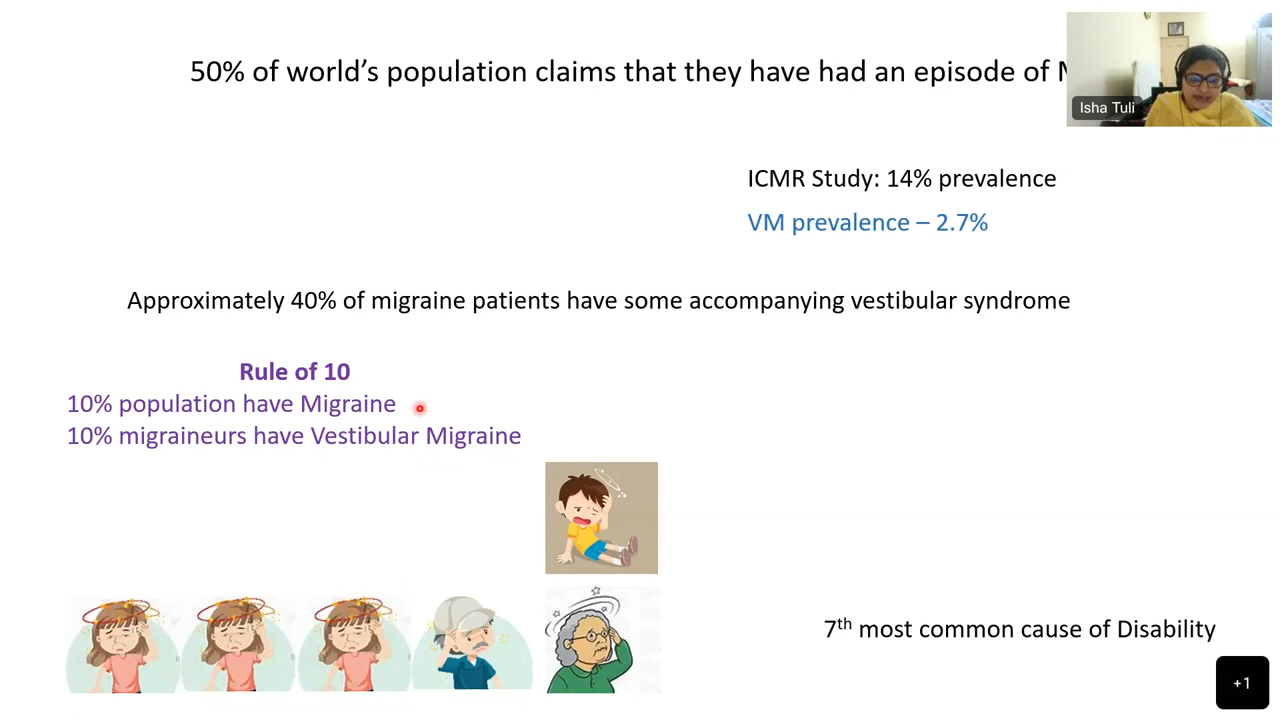 50% of world's population claims that they have had an episode of
Isha Tuli
ICMR Study: 14% prevalence
VM prevalence – 2.7%
Approximately 40% of migraine patients have some accompanying vestibular syndrome
Rule of 10
10% population have Migraine
10% migraineurs have Vestibular Migraine
7th most common cause of Disability
+1